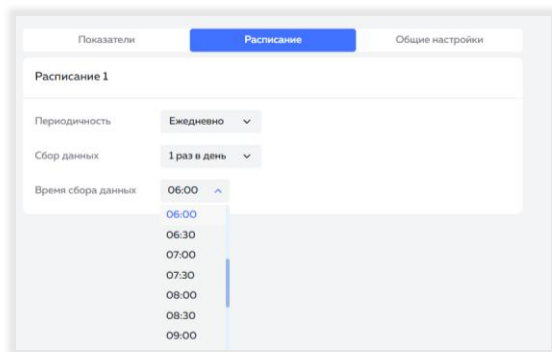 Показатели Расписание Общие настройки
Расписание 1
Периодичность Ежедневно
Сбор данных 1 раз в день
Время сбора данных 06:00
06:00
06:30
07:00
07:30
08:00
08:30
09:00